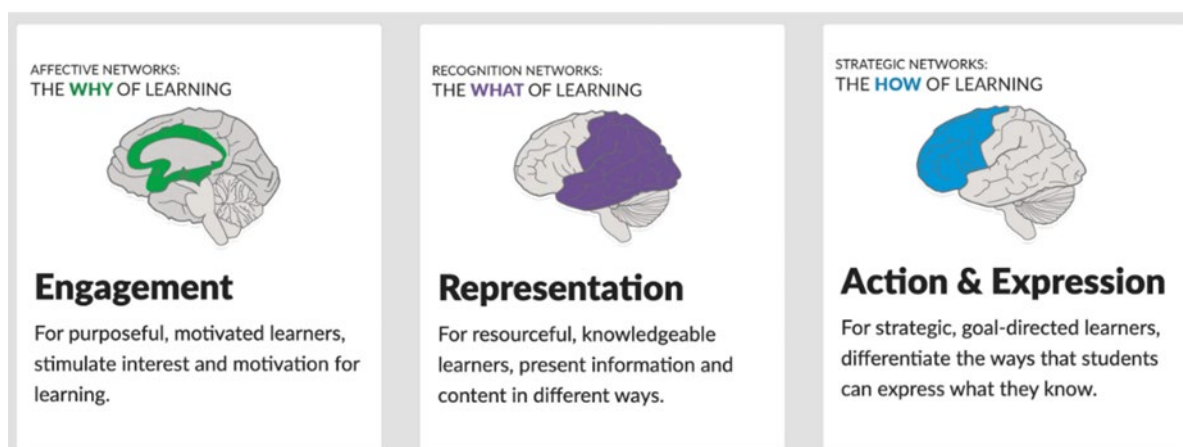 AFFECTIVE NETWORKS:
THE WHY OF LEARNING
Engagement
For purposeful, motivated learners,
stimulate interest and motivation for
learning.
RECOGNITION NETWORKS:
THE WHAT OF LEARNING
Representation
For resourceful, knowledgeable
learners, present information and
content in different ways.
STRATEGIC NETWORKS:
THE HOW OF LEARNING
Action & Expression
For strategic, goal-directed learners,
differentiate the ways that students
can express what they know.